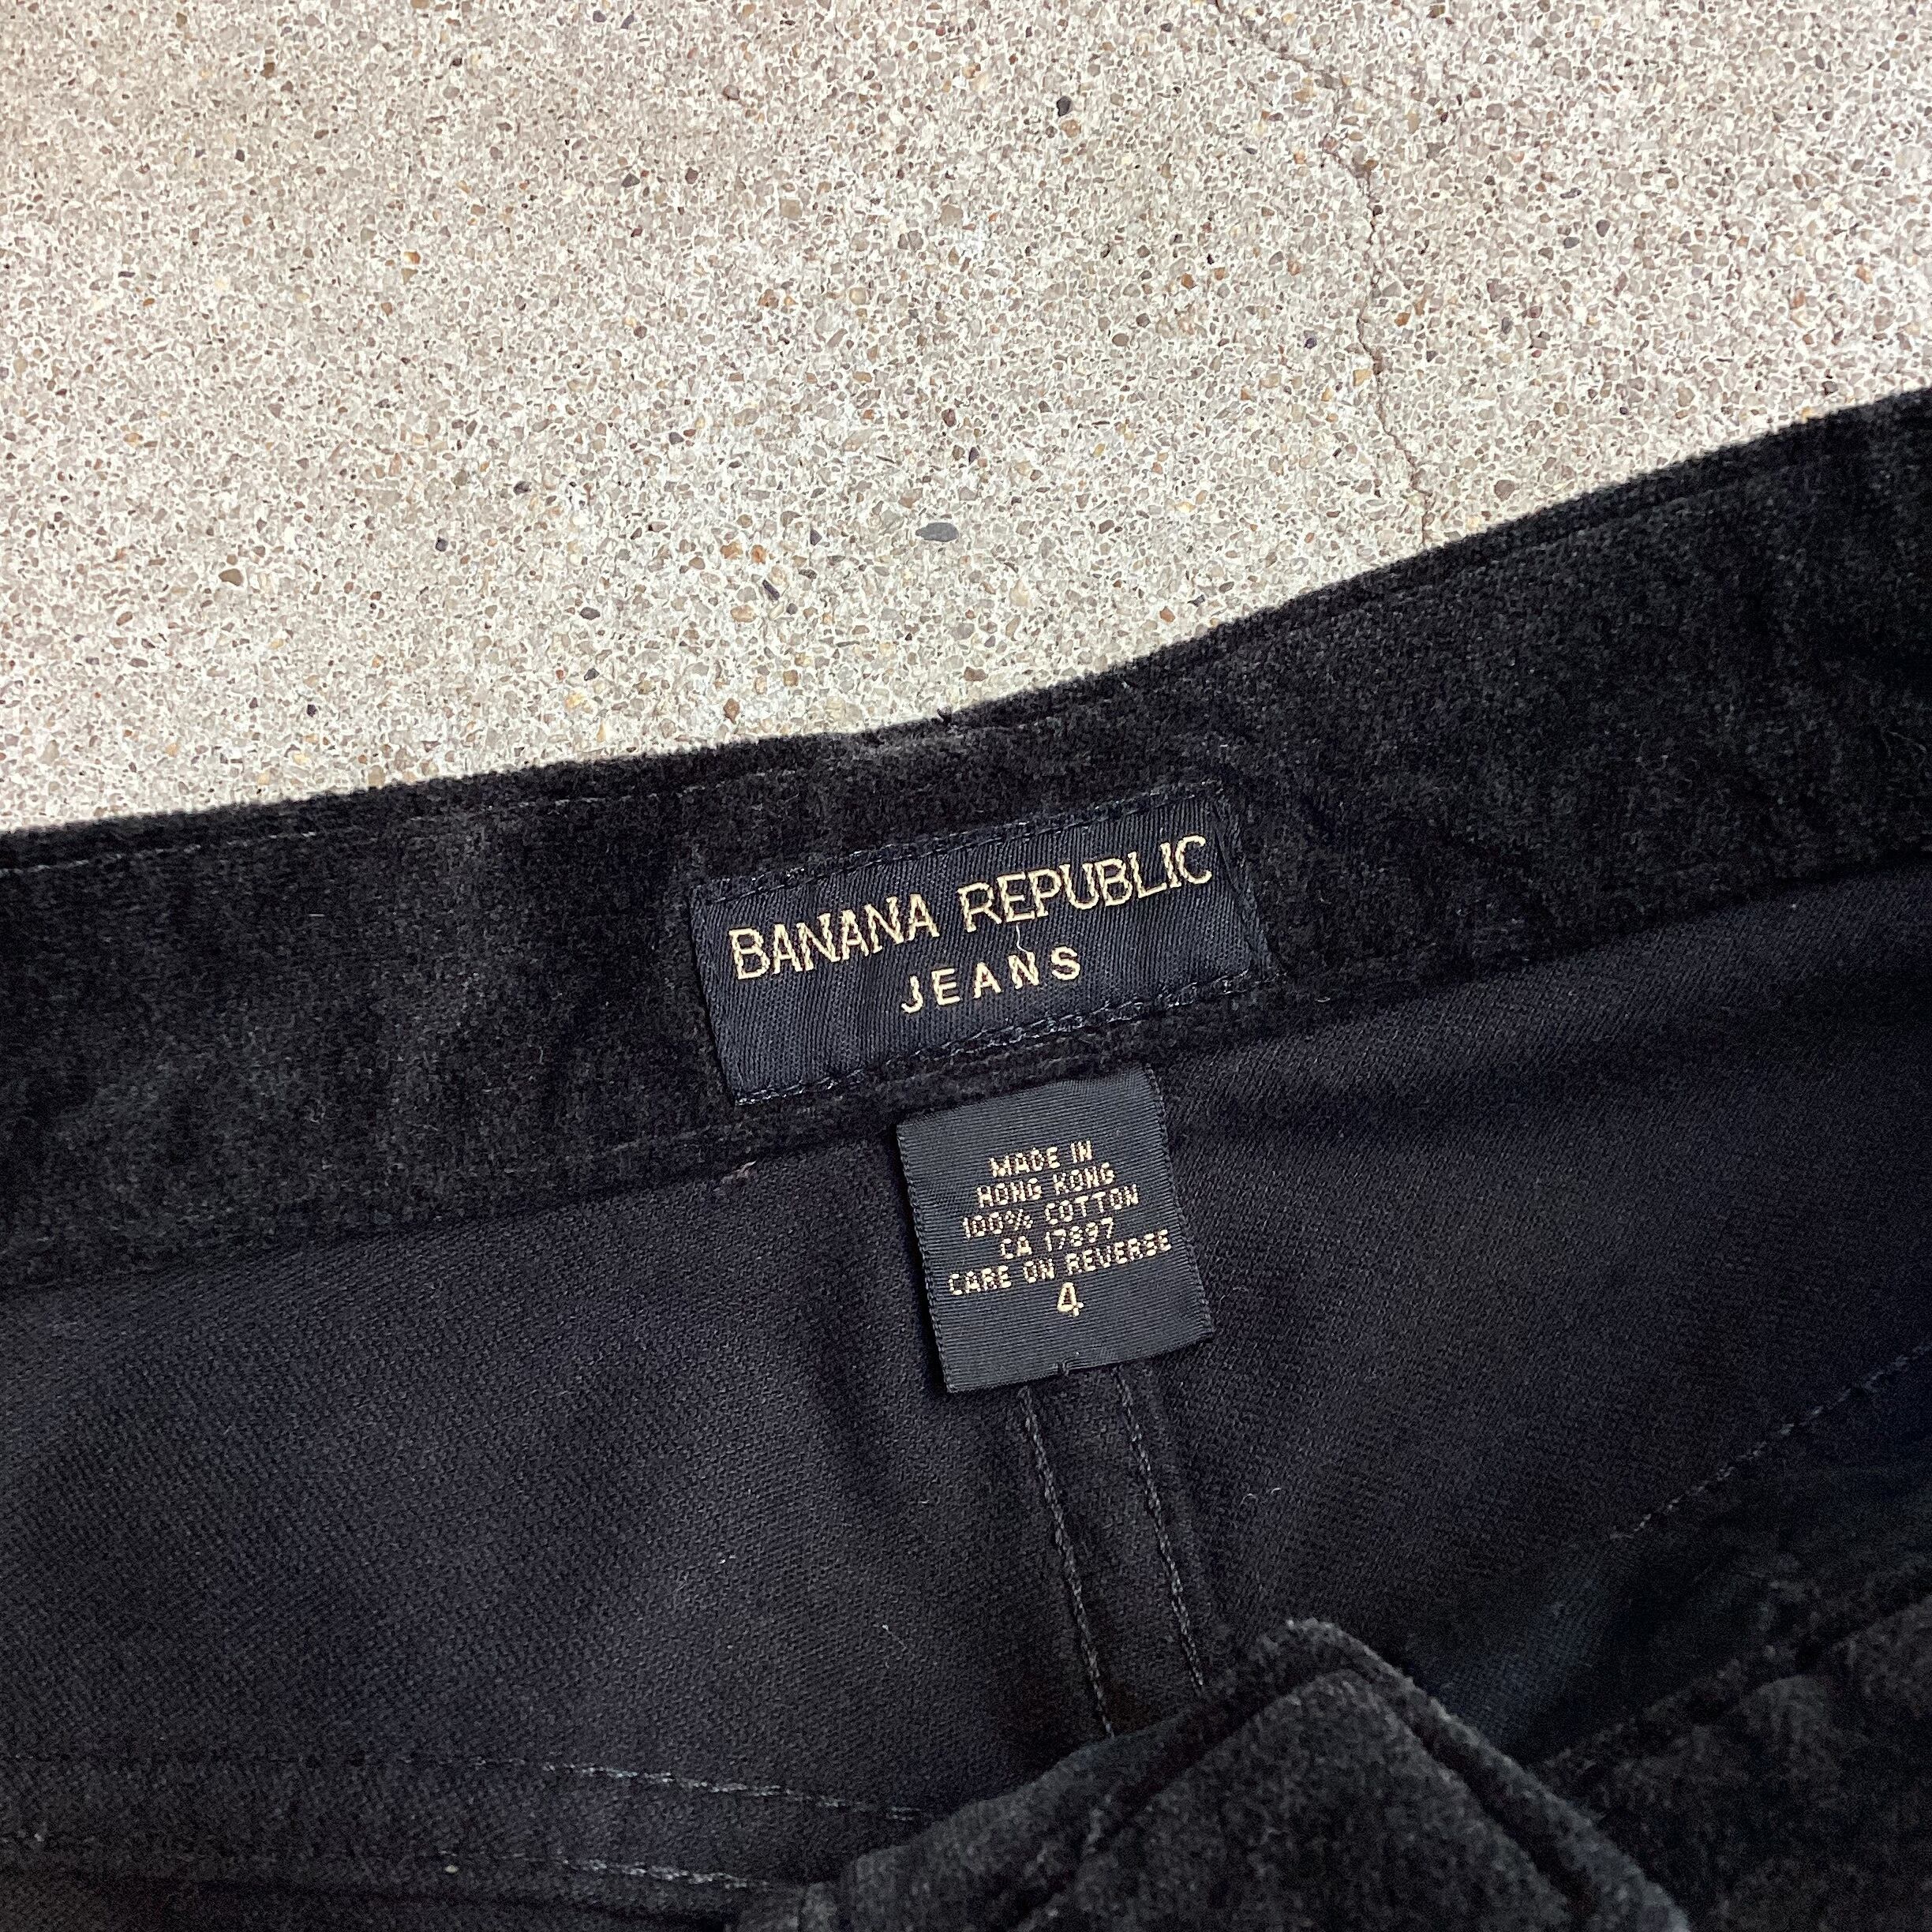 BANANA REPUBLIC
JEANS
MADE IN
HONG KONG
100% COTTON
CA 17897
CARE ON REVERSE
4